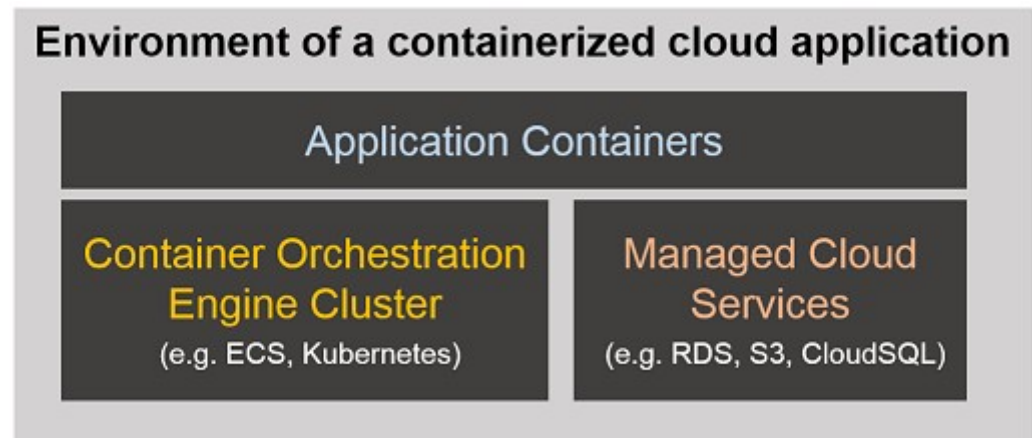 Environment of a containerized cloud application
Application Containers
Container Orchestration
Engine Cluster
(e.g. ECS, Kubernetes)
Managed Cloud
Services
(e.g. RDS, S3, CloudSQL)